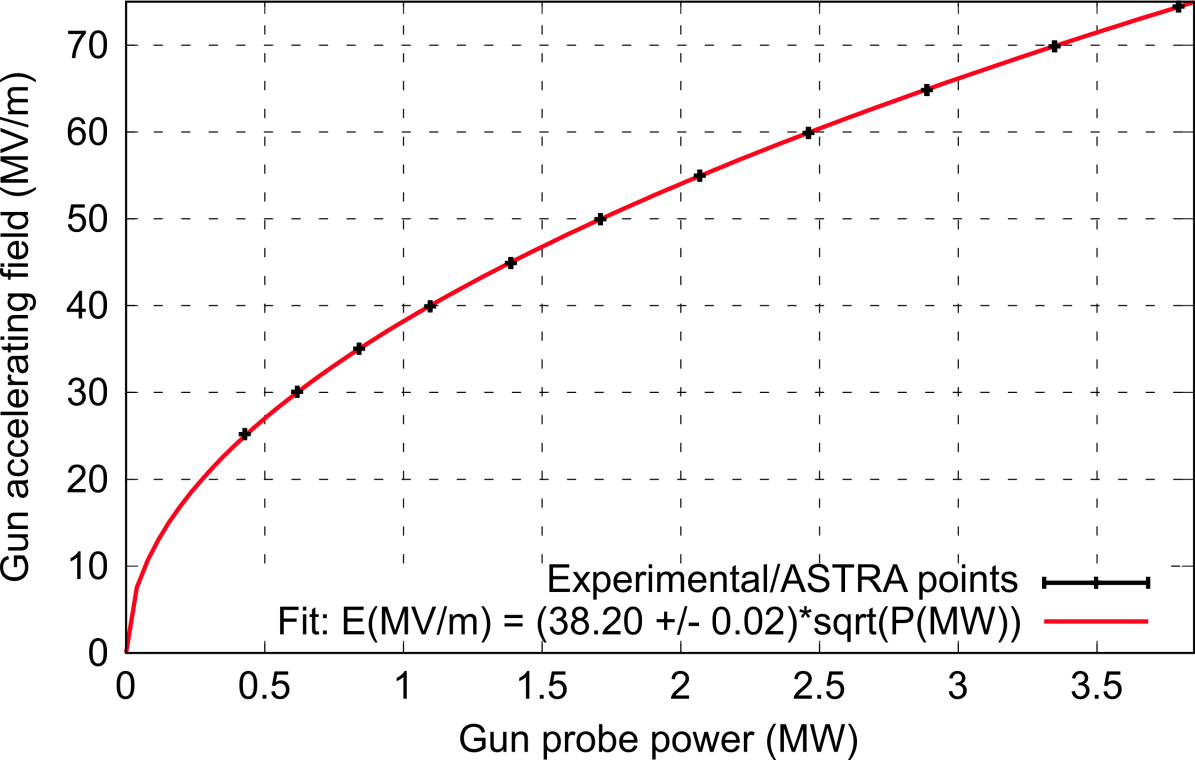 Gun accelerating field (MV/m)
70
60
50
40
30
20
10
0
Experimental/ASTRA points
Fit: E(MV/m) = (38.20 +/- 0.02)*sqrt(P(MW))
0 0.5 1 1.5 2 2.5 3 3.5
Gun probe power (MW)